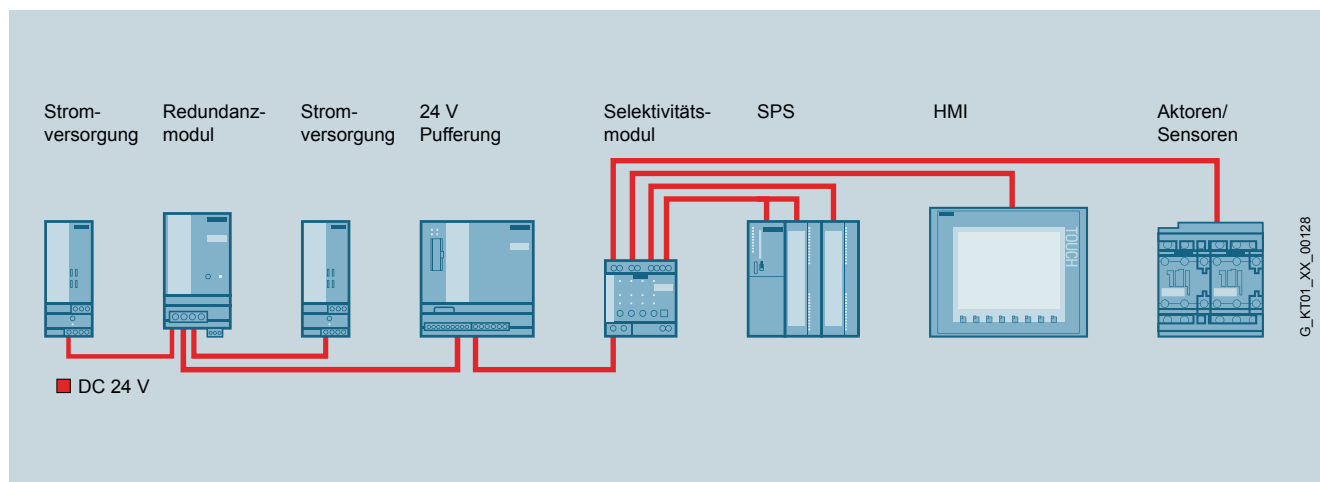 Strom-
versorgung
Redundanz-
modul
Strom-
versorgung
24 V
Pufferung
Selektivitäts-
modul
SPS
HMI
Aktoren/
Sensoren
TOUCH
DC 24 V
G_KT01_XX_00128